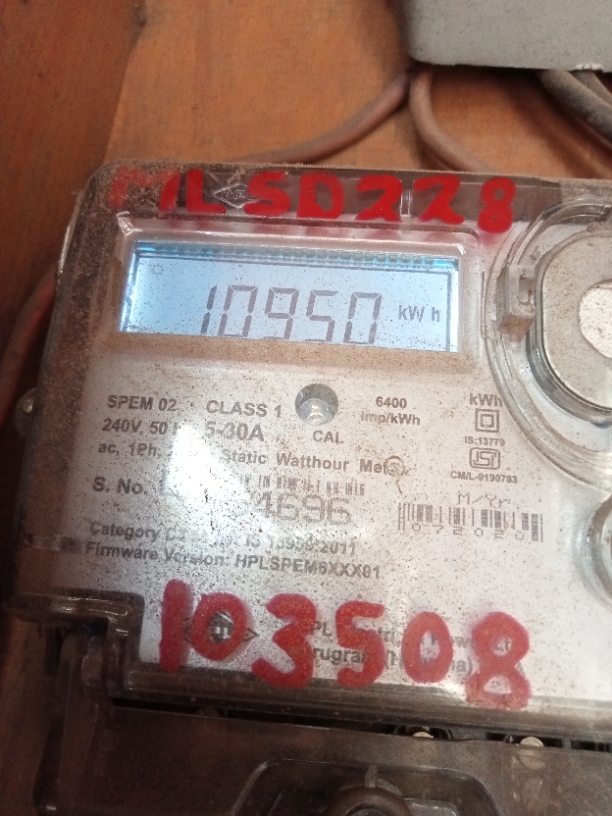 MLSD228
10950 kWh
SPEM 02 CLASS 1
6400
imp/kWh
kWh
240V, 50 5-30A
CAL
IS:13779
ac, 1Ph, Static Watthour
CM/L-9190783
S. No. 4696
M/Yr
072020
Category
Firmware Version: HPLSPEM6XXX01
103508